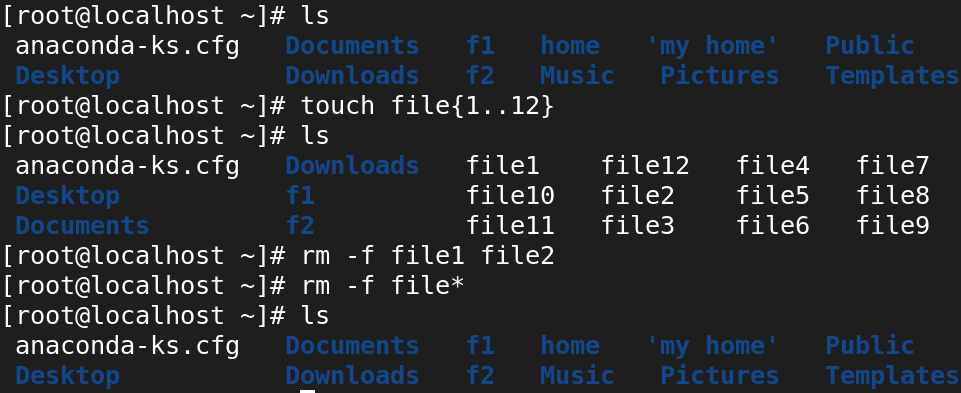 [root@localhost ~]# ls
 anaconda-ks.cfg   Documents   f1   home   'my home'   Public
 Desktop           Downloads   f2   Music   Pictures   Templates
[root@localhost ~]# touch file{1..12}
[root@localhost ~]# ls
 anaconda-ks.cfg   Downloads   file1    file12   file4   file7
 Desktop           f1          file10   file2    file5   file8
 Documents         f2          file11   file3    file6   file9
[root@localhost ~]# rm -f file1 file2
[root@localhost ~]# rm -f file*
[root@localhost ~]# ls
 anaconda-ks.cfg   Documents   f1   home   'my home'   Public
 Desktop           Downloads   f2   Music   Pictures   Templates